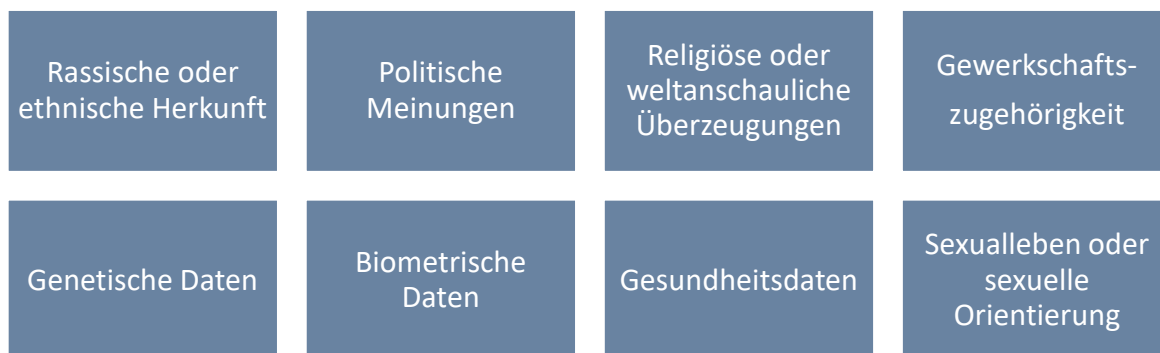 Rassische oder
ethnische Herkunft
Politische
Meinungen
Religiöse oder
weltanschauliche
Überzeugungen
Gewerkschafts-
zugehörigkeit
Genetische Daten
Biometrische
Daten
Gesundheitsdaten
Sexualleben oder
sexuelle
Orientierung